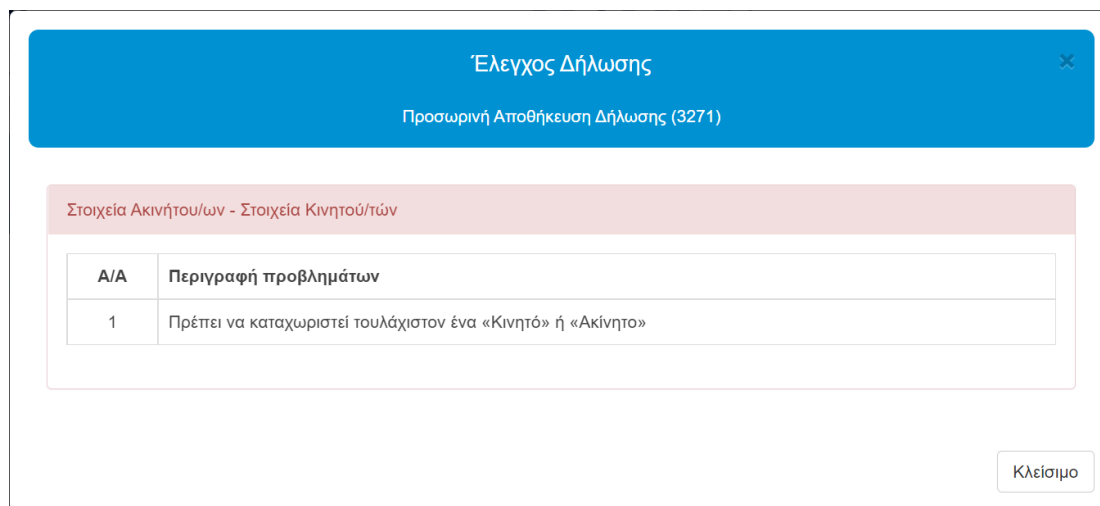 Έλεγχος Δήλωσης
×
Προσωρινή Αποθήκευση Δήλωσης (3271)
Στοιχεία Ακινήτου/ων - Στοιχεία Κινητού/τών
Α/Α Περιγραφή προβλημάτων
1 Πρέπει να καταχωριστεί τουλάχιστον ένα «Κινητό» ή «Ακίνητο»
Κλείσιμο